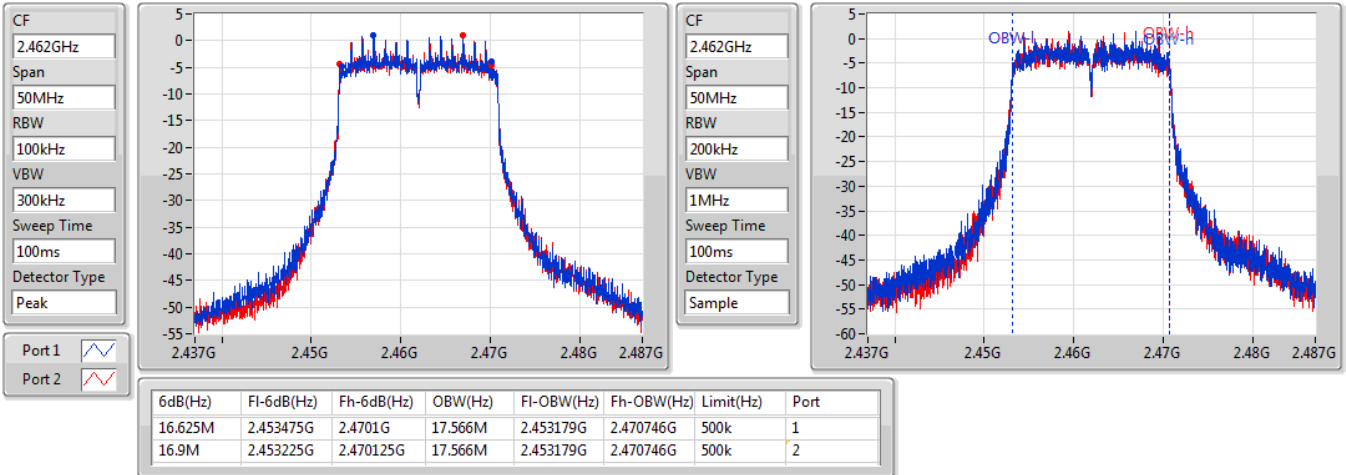 CF
2.462GHz
Span
50MHz
RBW
100kHz
VBW
300kHz
Sweep Time
100ms
Detector Type
Peak
Port 1
Port 2
5
0
-5
-10
-15
-20
-25
-30
-35
-40
-45
-50
-55
2.437G 2.45G 2.46G 2.47G 2.48G 2.487G
CF
2.462GHz
Span
50MHz
RBW
200kHz
VBW
1MHz
Sweep Time
100ms
Detector Type
Sample
5
0
-5
-10
-15
-20
-25
-30
-35
-40
-45
-50
-55
-60
OBW-l OBW-h
OBW-h
2.437G 2.45G 2.46G 2.47G 2.48G 2.487G
6dB(Hz) Fl-6dB(Hz) Fh-6dB(Hz) OBW(Hz) Fl-OBW(Hz) Fh-OBW(Hz) Limit(Hz) Port
16.625M 2.453475G 2.4701G 17.566M 2.453179G 2.470746G 500k 1
16.9M 2.453225G 2.470125G 17.566M 2.453179G 2.470746G 500k 2